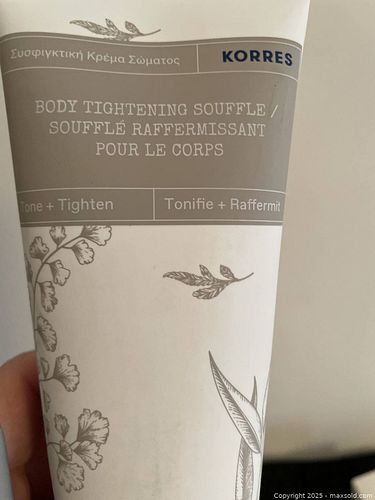 Συσφιγκτική Κρέμα Σώματος
KORRES
BODY TIGHTENING SOUFFLE /
SOUFFLÉ RAFFERMISSANT
POUR LE CORPS
Tone + Tighten
Tonifie + Raffermit
Copyright 2025 - maxsold.com